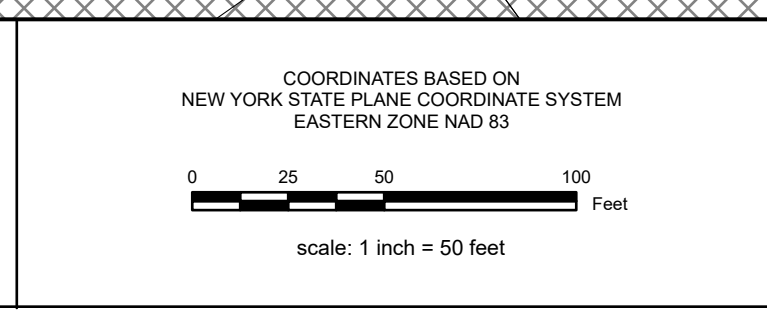 COORDINATES BASED ON
NEW YORK STATE PLANE COORDINATE SYSTEM
EASTERN ZONE NAD 83
0 25 50 100
Feet
scale: 1 inch = 50 feet